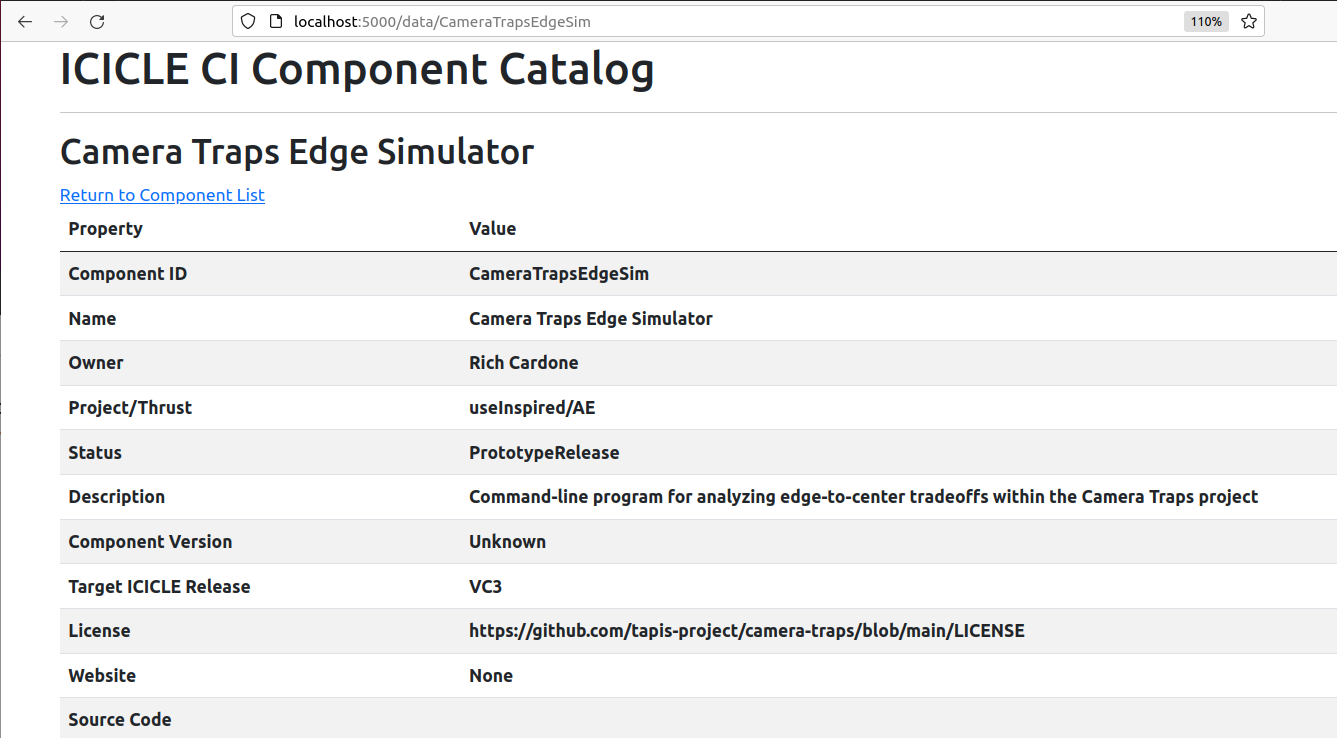 localhost:5000/data/CameraTrapsEdgeSim 110%
ICICLE CI Component Catalog
Camera Traps Edge Simulator
Return to Component List
Property Value
Component ID CameraTrapsEdgeSim
Name Camera Traps Edge Simulator
Owner Rich Cardone
Project/Thrust useInspired/AE
Status PrototypeRelease
Description Command-line program for analyzing edge-to-center tradeoffs within the Camera Traps project
Component Version Unknown
Target ICICLE Release VC3
License https://github.com/tapis-project/camera-traps/blob/main/LICENSE
Website None
Source Code